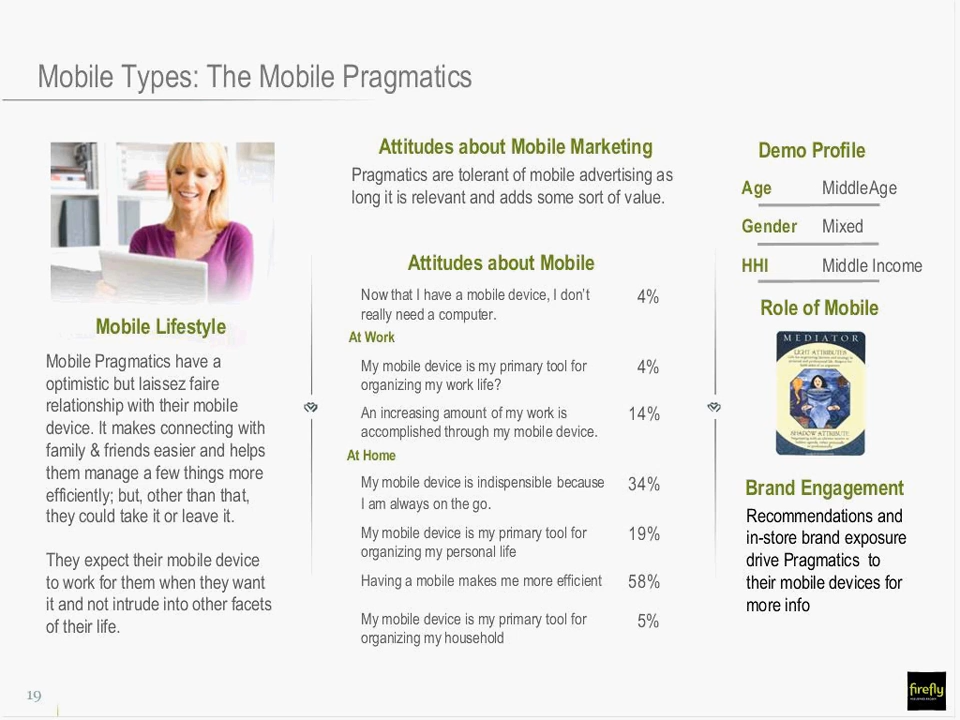 Mobile Types: The Mobile Pragmatics
Mobile Lifestyle
Mobile Pragmatics have a
optimistic but laissez faire
relationship with their mobile
device. It makes connecting with
family & friends easier and helps
them manage a few things more
efficiently; but, other than that,
they could take it or leave it.
They expect their mobile device
to work for them when they want
it and not intrude into other facets
of their life.
Attitudes about Mobile Marketing
Pragmatics are tolerant of mobile advertising as
long it is relevant and adds some sort of value.
Attitudes about Mobile
Now that I have a mobile device, I don't 4%
really need a computer.
At Work
My mobile device is my primary tool for 4%
organizing my work life?
An increasing amount of my work is 14%
accomplished through my mobile device.
At Home
My mobile device is indispensible because 34%
I am always on the go.
My mobile device is my primary tool for 19%
organizing my personal life
Having a mobile makes me more efficient 58%
My mobile device is my primary tool for 5%
organizing my household
Demo Profile
Age MiddleAge
Gender Mixed
HHI Middle Income
Role of Mobile
MEDIATOR
LIGHT ATTRIBUTES
SHADOW ATTRIBUTE
Brand Engagement
Recommendations and
in-store brand exposure
drive Pragmatics to
their mobile devices for
more info
19
firefly